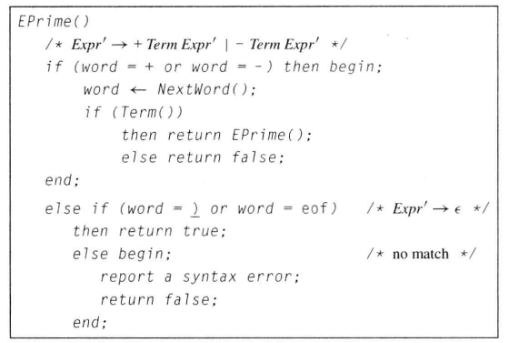 EPrime()
/* Expr′ → + Term Expr′ | - Term Expr′ */
if (word = + or word = -) then begin;
word ← NextWord();
if (Term())
then return EPrime();
else return false;
end;
else if (word = ) or word = eof) /* Expr′ → ϵ */
then return true;
else begin; /* no match */
report a syntax error;
return false;
end;